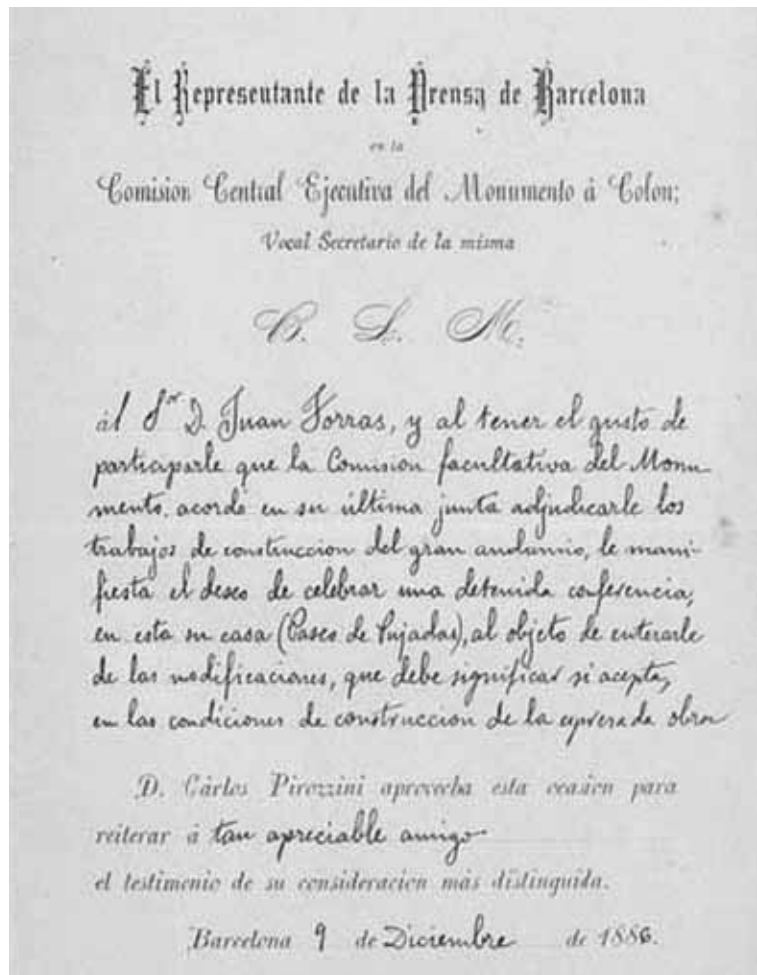 El Representante de la Prensa de Barcelona
en la
Comision Central Ejecutiva del Monumento á Colon;
Vocal Secretario de la misma
B. L. M.
ál Sor D. Juan Torras, y al tener el gusto de
participarle que la Comision facultativa del Monu-
mento, acordó en su última junta adjudicarle los
trabajos de construccion del gran andamio, le mani-
fiesta el deseo de celebrar una detenida conferencia,
en esta su casa (Paseo de Pujadas), al objeto de enterarle
de las modificaciones, que debe significar si acepta,
en las condiciones de construccion de la espresada obra
D. Cárlos Pirozzini aprovecha esta ocasion para
reiterar á tan apreciable amigo
el testimonio de su consideracion más distinguida.
Barcelona 9 de Diciembre de 1886.